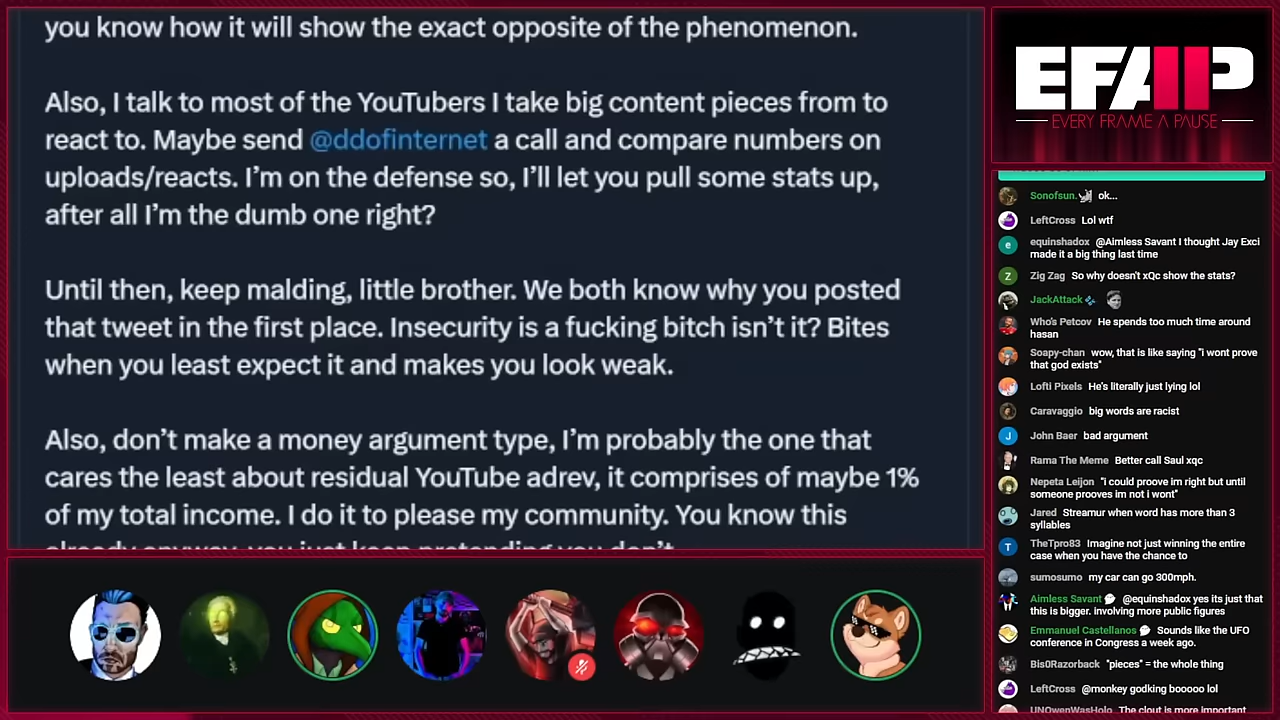 you know how it will show the exact opposite of the phenomenon.
Also, I talk to most of the YouTubers I take big content pieces from to
react to. Maybe send @ddofinternet a call and compare numbers on
uploads/reacts. I’m on the defense so, I’ll let you pull some stats up,
after all I’m the dumb one right?
Until then, keep malding, little brother. We both know why you posted
that tweet in the first place. Insecurity is a fucking bitch isn’t it? Bites
when you least expect it and makes you look weak.
Also, don’t make a money argument type, I’m probably the one that
cares the least about residual YouTube adrev, it comprises of maybe 1%
of my total income. I do it to please my community. You know this
already anyway, you just keep pretending you don’t
EFAP
EVERY FRAME A PAUSE
Sonofsun. ok...
LeftCross Lol wtf
equinshadox @Aimless Savant I thought Jay Exci
made it a big thing last time
Zig Zag So why doesn't xQc show the stats?
JackAttack
Who's Petcov He spends too much time around
hasan
Soapy-chan wow, that is like saying "i wont prove
that god exists"
Lofti Pixels He's literally just lying lol
Caravaggio big words are racist
John Baer bad argument
Rama The Meme Better call Saul xqc
Nepeta Leijon "i could proove im right but until
someone prooves im not i wont"
Jared Streamur when word has more than 3
syllables
TheTpro83 Imagine not just winning the entire
case when you have the chance to
sumosumo my car can go 300mph.
Aimless Savant @equinshadox yes its just that
this is bigger. involving more public figures
Emmanuel Castellanos Sounds like the UFO
conference in Congress a week ago.
Bis0Razorback "pieces" = the whole thing
LeftCross @monkey godking booooo lol
UNOwenWasHolo The clout is more important